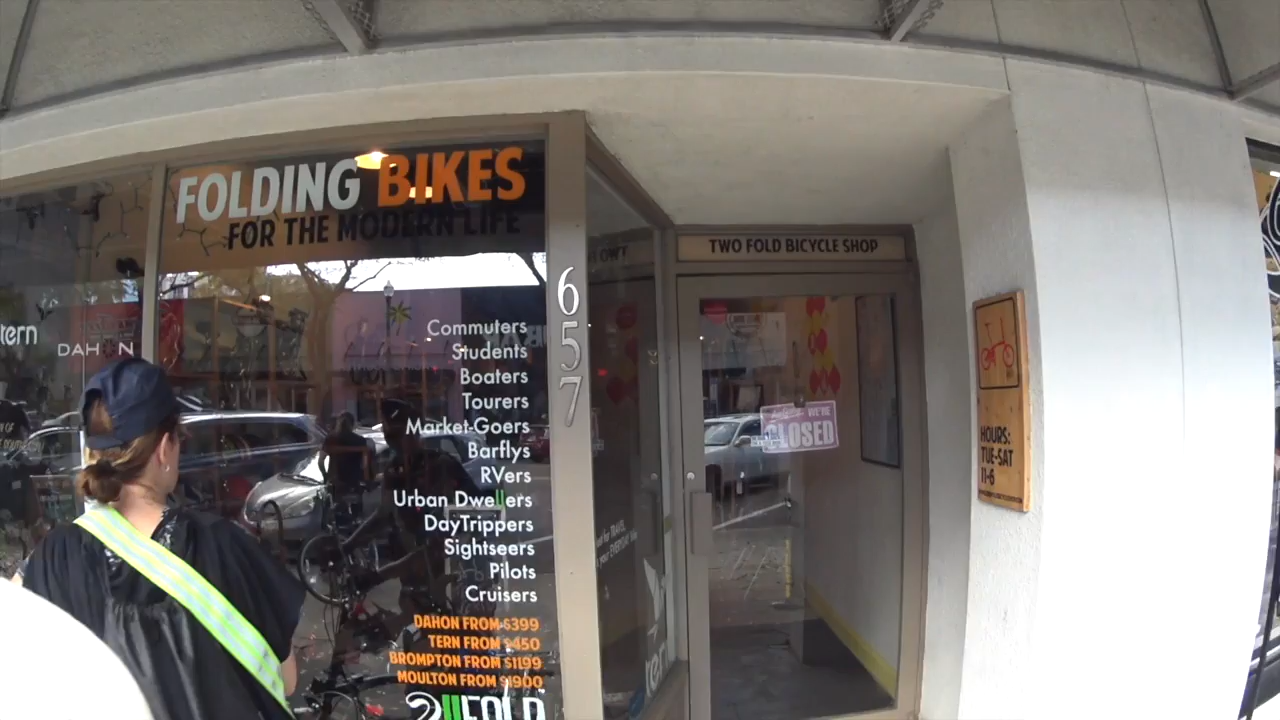 FOLDING BIKES
FOR THE MODERN LIFE
tern
DAHON
Commuters
Students
Boaters
Tourers
Market-Goers
Barflys
RVers
Urban Dwellers
DayTrippers
Sightseers
Pilots
Cruisers
DAHON FROM $399
TERN FROM $450
BROMPTON FROM $1199
MOULTON FROM $1900
2FOLD
657
TWO FOLD BICYCLE SHOP
WE'RE
CLOSED
HOURS:
TUE-SAT
11-6
tern